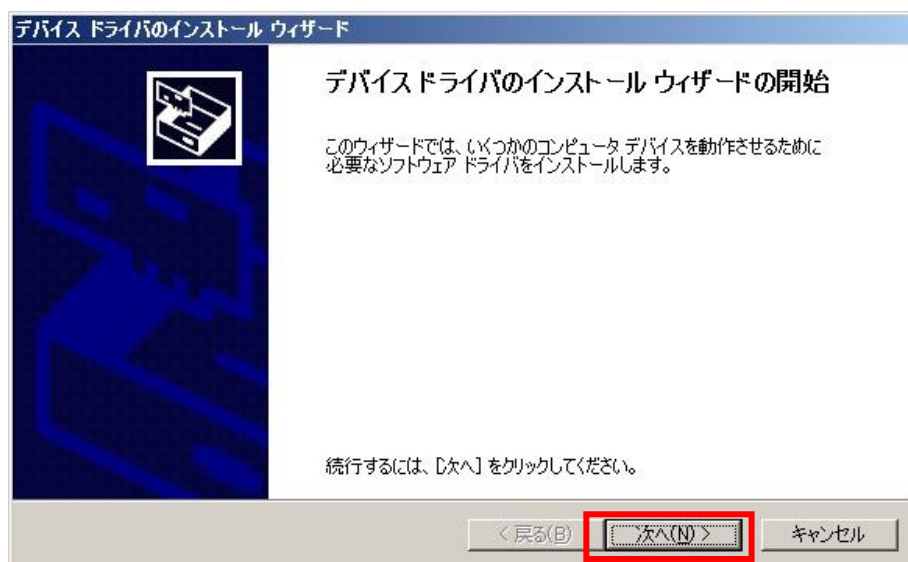 デバイス ドライバのインストール ウィザード
デバイス ドライバのインストール ウィザードの開始
このウィザードでは、いくつかのコンピュータ デバイスを動作させるために
必要なソフトウェア ドライバをインストールします。
続行するには、[次へ] をクリックしてください。
< 戻る(B)
次へ(N) >
キャンセル